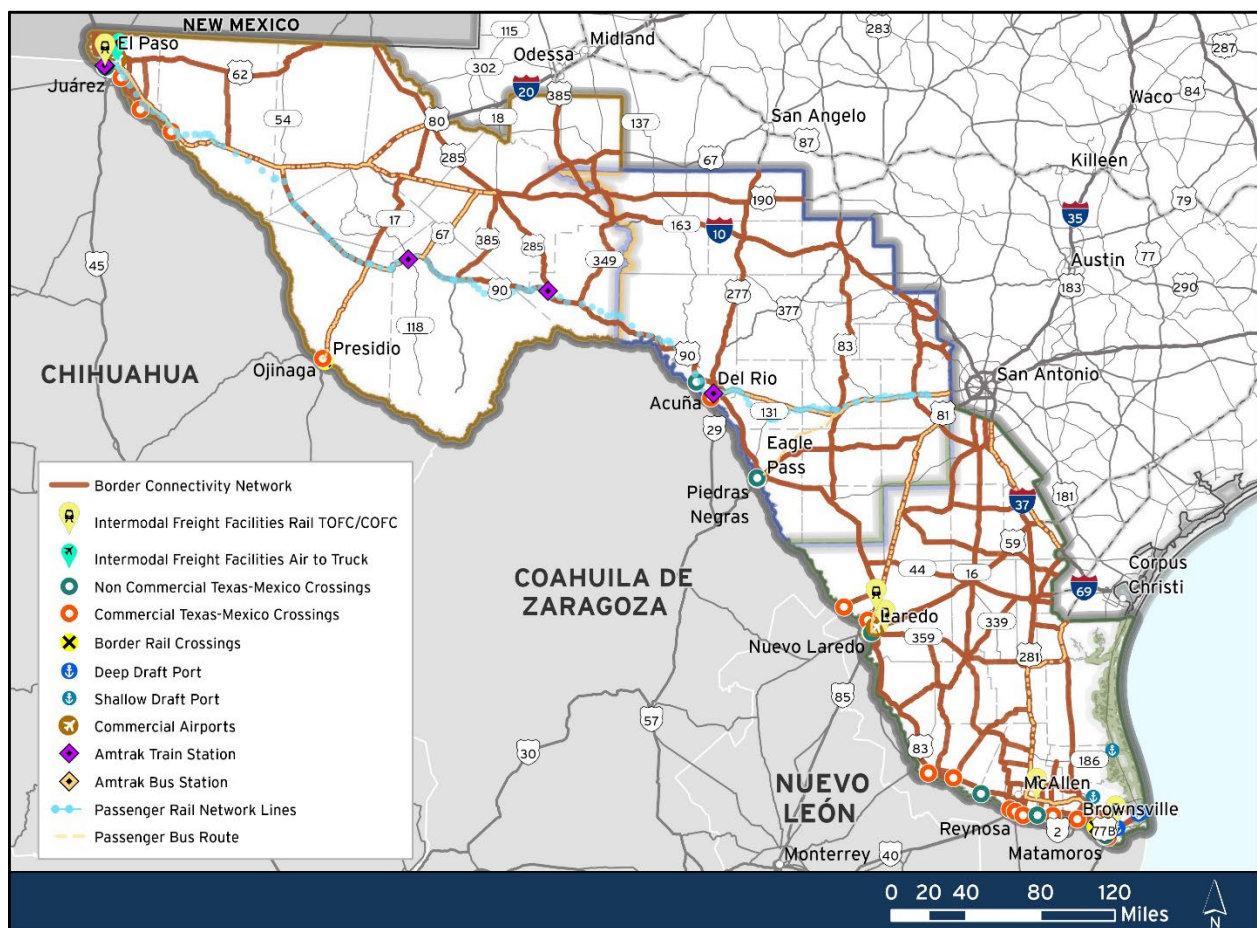 NEW MEXICO
El Paso
Juárez
115
Odessa
Midland
283
287
302
62
385
20
Waco
84
54
18
137
San Angelo
87
80
285
67
Killeen
79
190
35
17
67
385
285
163
10
Austin
77
45
349
183
290
90
277
377
118
83
Presidio
Ojinaga
CHIHUAHUA
90
Del Rio
San Antonio
Acuña
131
81
29
Eagle
Pass
Piedras
Negras
37
181
59
Corpus
Christi
COAHUILA DE
ZARAGOZA
44
16
69
Laredo
339
Nuevo Laredo
359
281
85
57
30
83
186
NUEVO
LEÓN
McAllen
Brownsville
Reynosa
2
77B
Monterrey
40
Matamoros
Border Connectivity Network
Intermodal Freight Facilities Rail TOFC/COFC
Intermodal Freight Facilities Air to Truck
Non Commercial Texas-Mexico Crossings
Commercial Texas-Mexico Crossings
Border Rail Crossings
Deep Draft Port
Shallow Draft Port
Commercial Airports
Amtrak Train Station
Amtrak Bus Station
Passenger Rail Network Lines
Passenger Bus Route
0 20 40 80 120
Miles
N